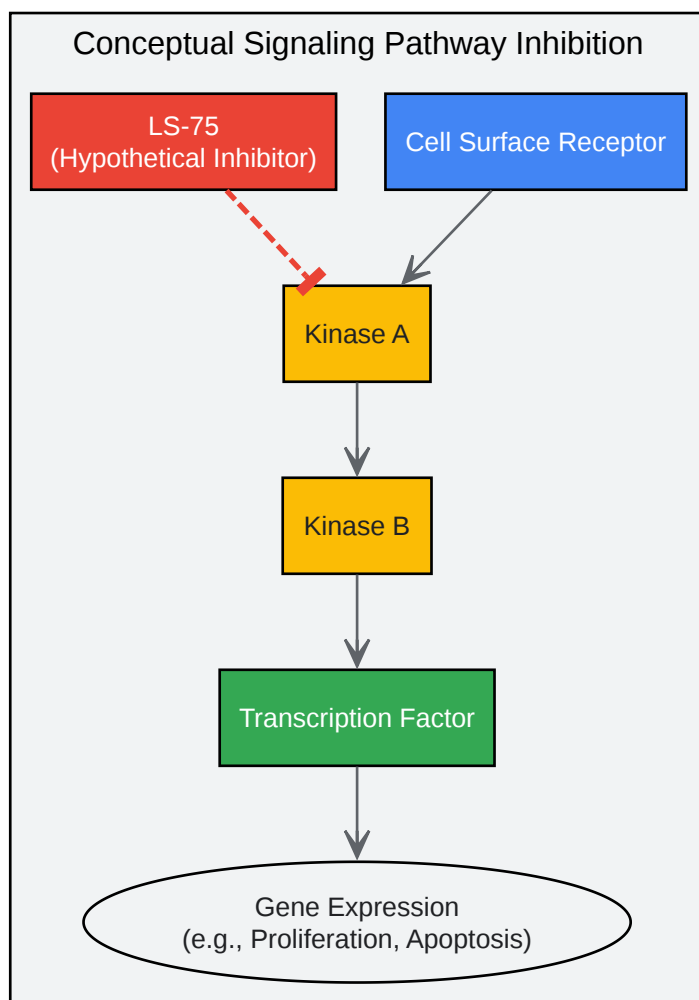 Conceptual Signaling Pathway Inhibition
LS-75
(Hypothetical Inhibitor)
Cell Surface Receptor
Kinase A
Kinase B
Transcription Factor
Gene Expression
(e.g., Proliferation, Apoptosis)